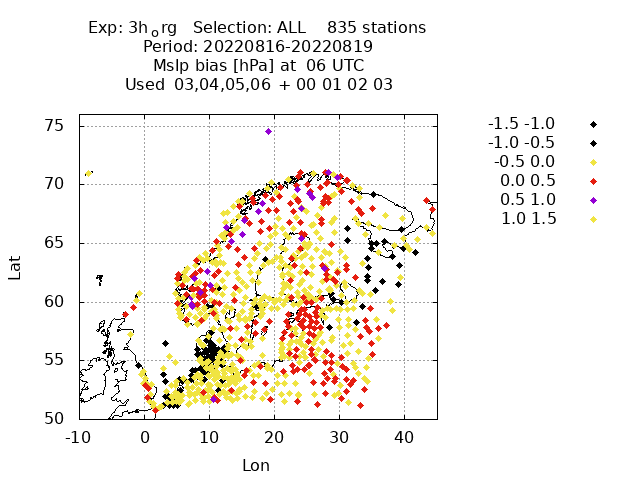 Exp: 3h_org   Selection: ALL    835 stations
Period: 20220816-20220819
Mslp bias [hPa] at  06 UTC
Used  03,04,05,06  + 00 01 02 03
75
70
65
60
55
50
-10 0 10 20 30 40
Lat
Lon
-1.5 -1.0
-1.0 -0.5
-0.5 0.0
0.0 0.5
0.5 1.0
1.0 1.5